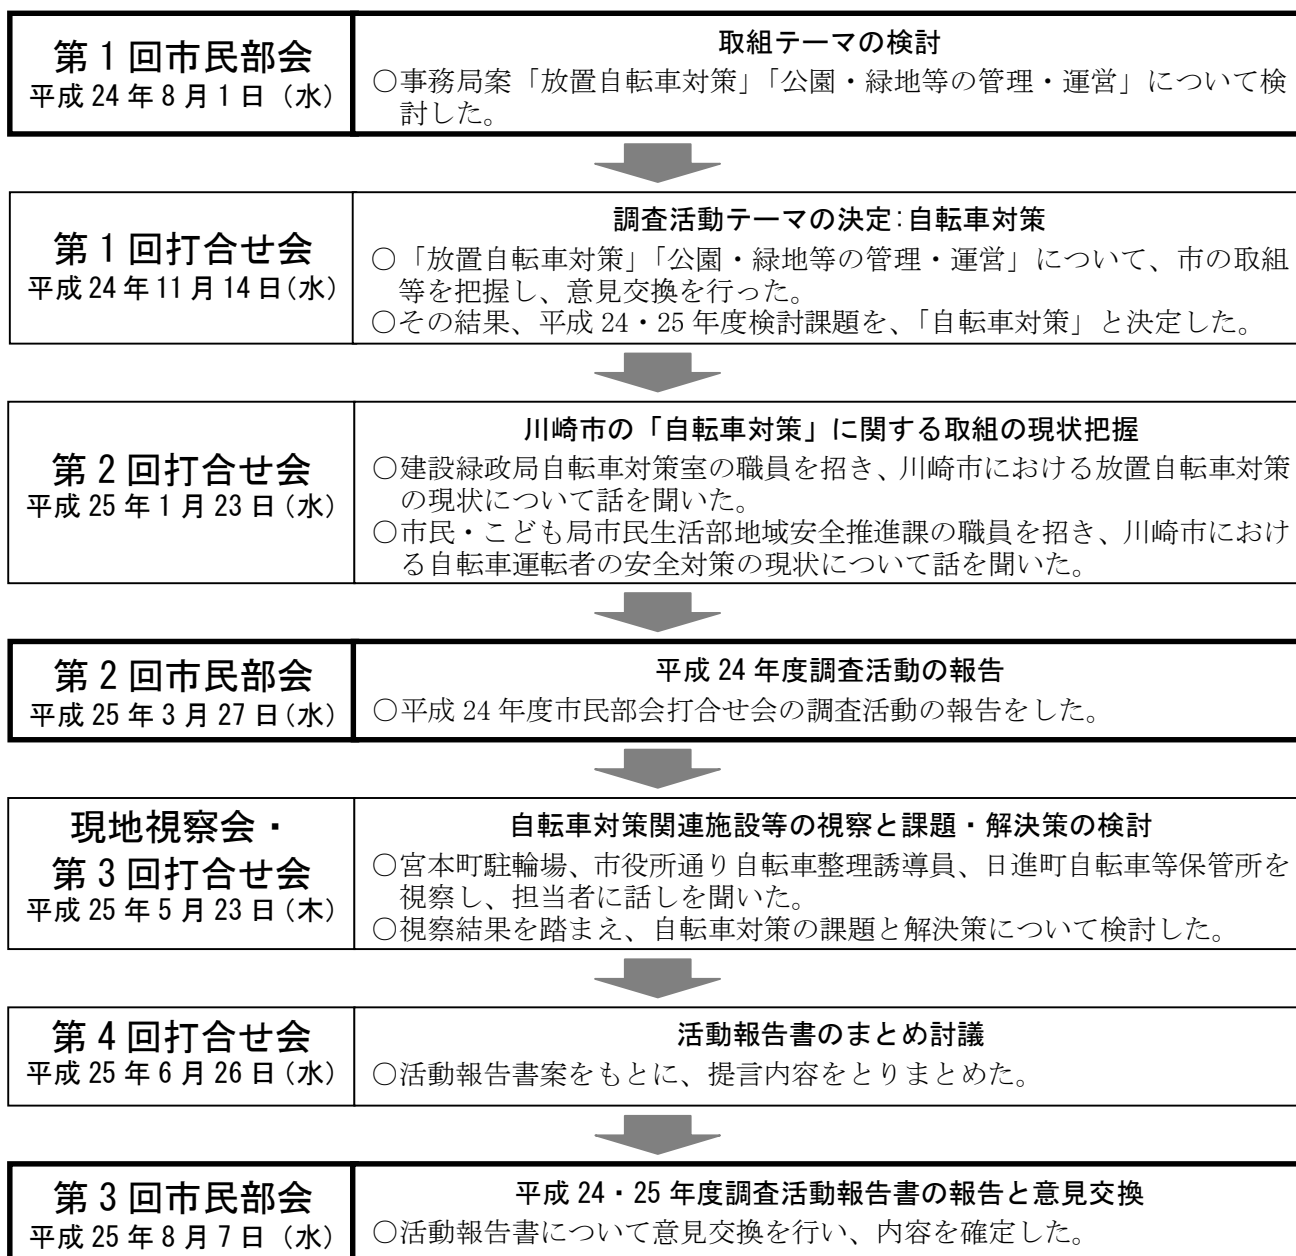 第1回市民部会
平成24年8月1日（水）
取組テーマの検討
○事務局案「放置自転車対策」「公園・緑地等の管理・運営」について検
討した。
第1回打合せ会
平成24年11月14日（水）
調査活動テーマの決定：自転車対策
○「放置自転車対策」「公園・緑地等の管理・運営」について、市の取組
等を把握し、意見交換を行った。
○その結果、平成24・25年度検討課題を、「自転車対策」と決定した。
第2回打合せ会
平成25年1月23日（水）
川崎市の「自転車対策」に関する取組の現状把握
○建設緑政局自転車対策室の職員を招き、川崎市における放置自転車対策
の現状について話を聞いた。
○市民・こども局市民生活部地域安全推進課の職員を招き、川崎市におけ
る自転車運転者の安全対策の現状について話を聞いた。
第2回市民部会
平成25年3月27日（水）
平成24年度調査活動の報告
○平成24年度市民部会打合せ会の調査活動の報告をした。
現地視察会・
第3回打合せ会
平成25年5月23日（木）
自転車対策関連施設等の視察と課題・解決策の検討
○宮本町駐輪場、市役所通り自転車整理誘導員、日進町自転車等保管所を
視察し、担当者に話しを聞いた。
○視察結果を踏まえ、自転車対策の課題と解決策について検討した。
第4回打合せ会
平成25年6月26日（水）
活動報告書のまとめ討議
○活動報告書案をもとに、提言内容をとりまとめた。
第3回市民部会
平成25年8月7日（水）
平成24・25年度調査活動報告書の報告と意見交換
○活動報告書について意見交換を行い、内容を確定した。